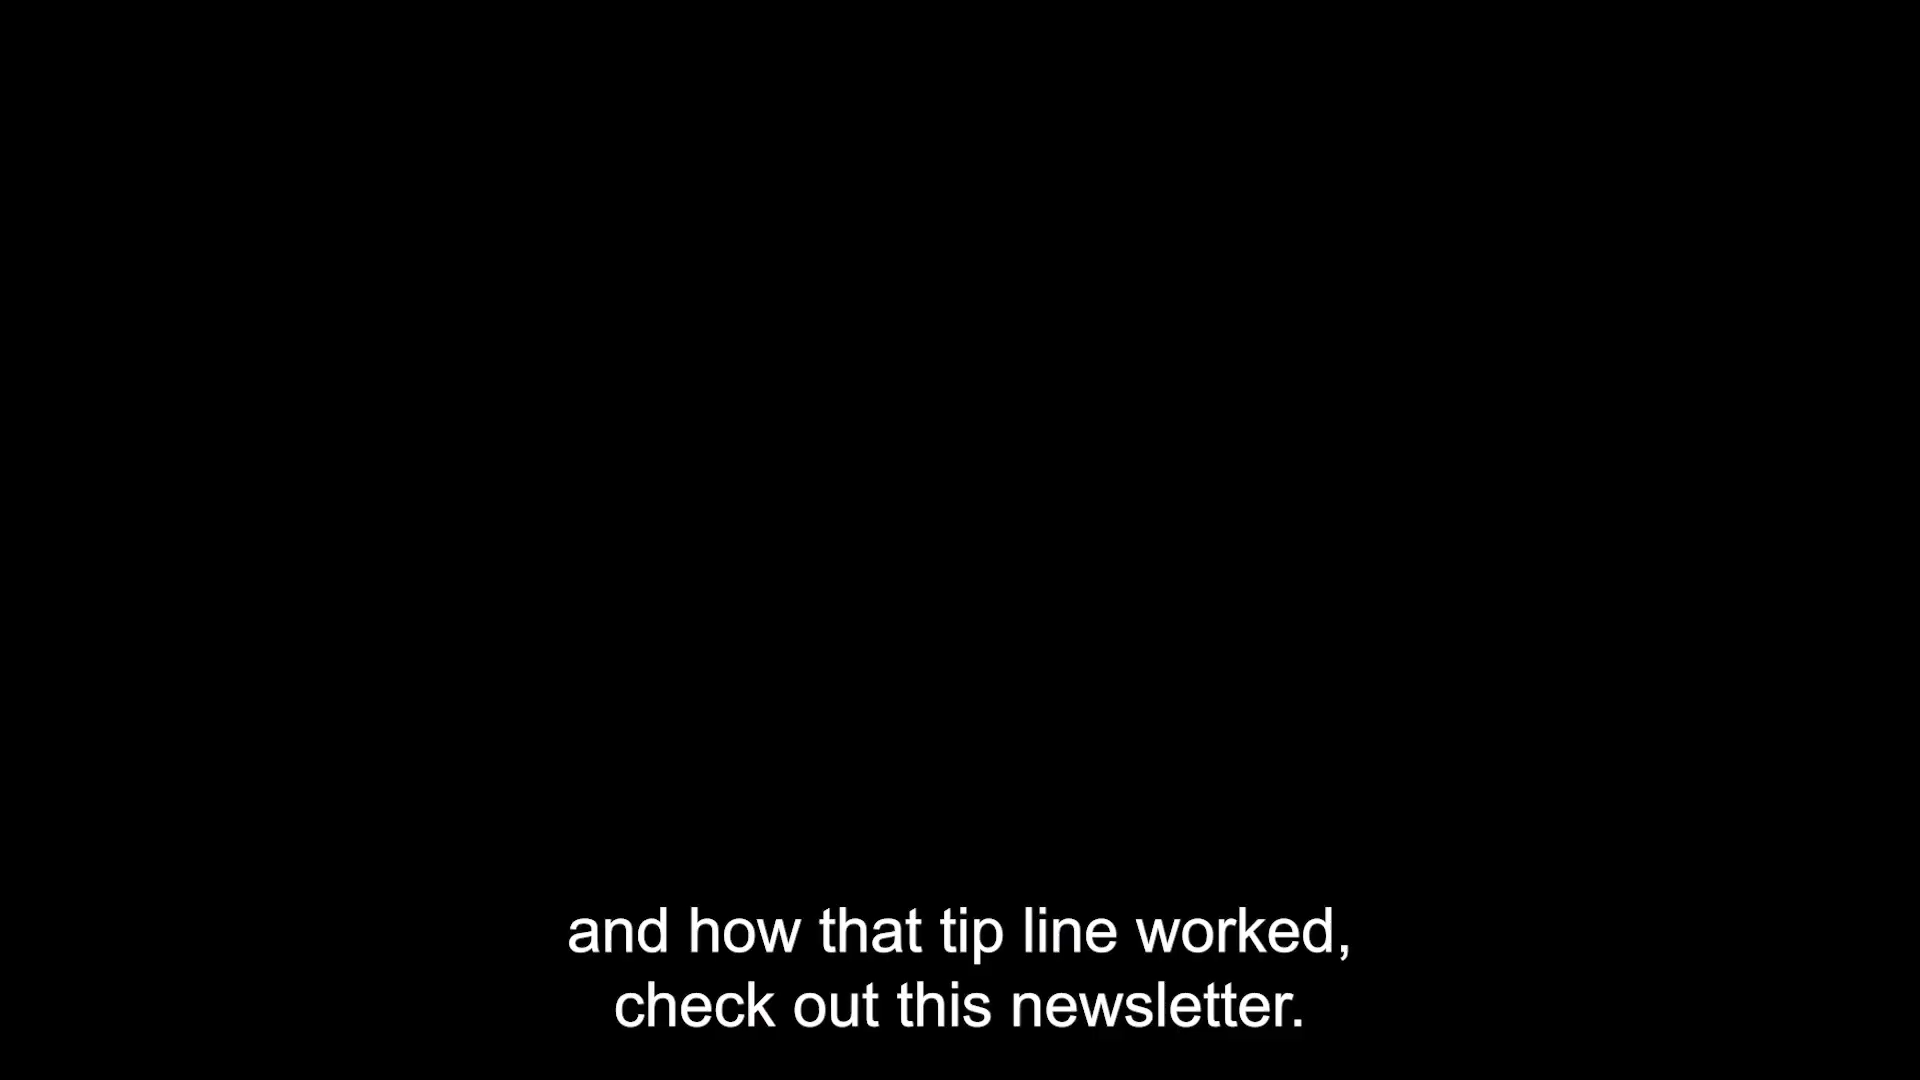 and how that tip line worked,
check out this newsletter.